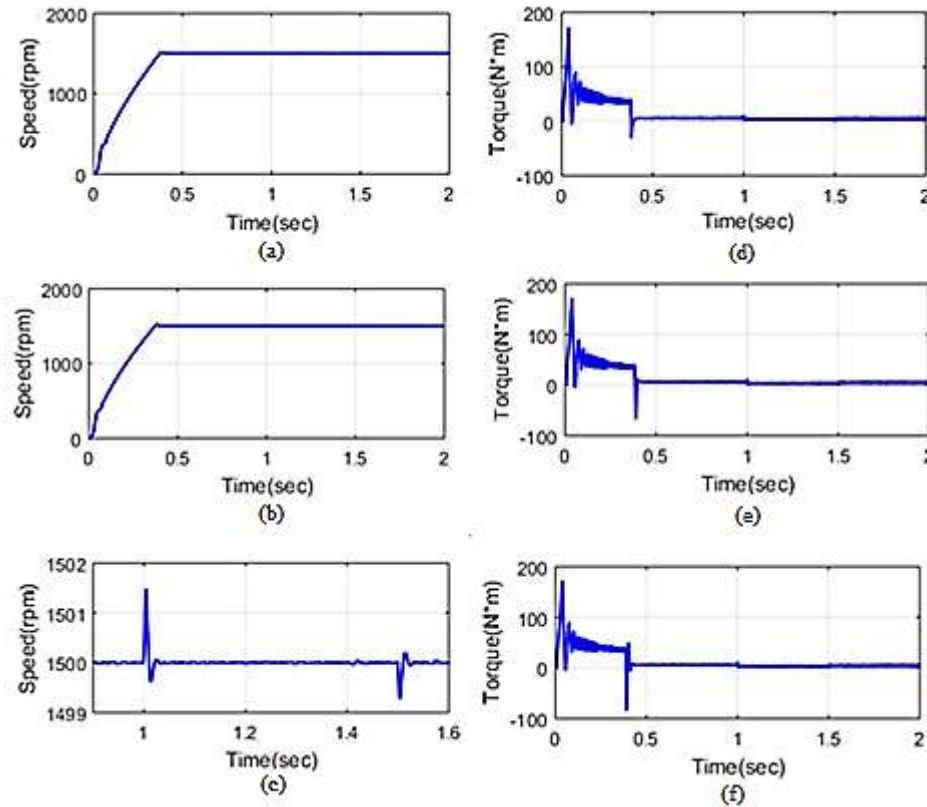 2000
1000
0
Speed(rpm)
0 0.5 1 1.5 2
Time(sec)
(a)
200
100
0
-100
Torque(N*m)
0 0.5 1 1.5 2
Time(sec)
(d)
2000
1000
0
Speed(rpm)
0 0.5 1 1.5 2
Time(sec)
(b)
200
100
0
-100
Torque(N*m)
0 0.5 1 1.5 2
Time(sec)
(e)
1502
1501
1500
1499
Speed(rpm)
1 1.2 1.4 1.6
Time(sec)
(c)
200
100
0
-100
Torque(N*m)
0 0.5 1 1.5 2
Time(sec)
(f)